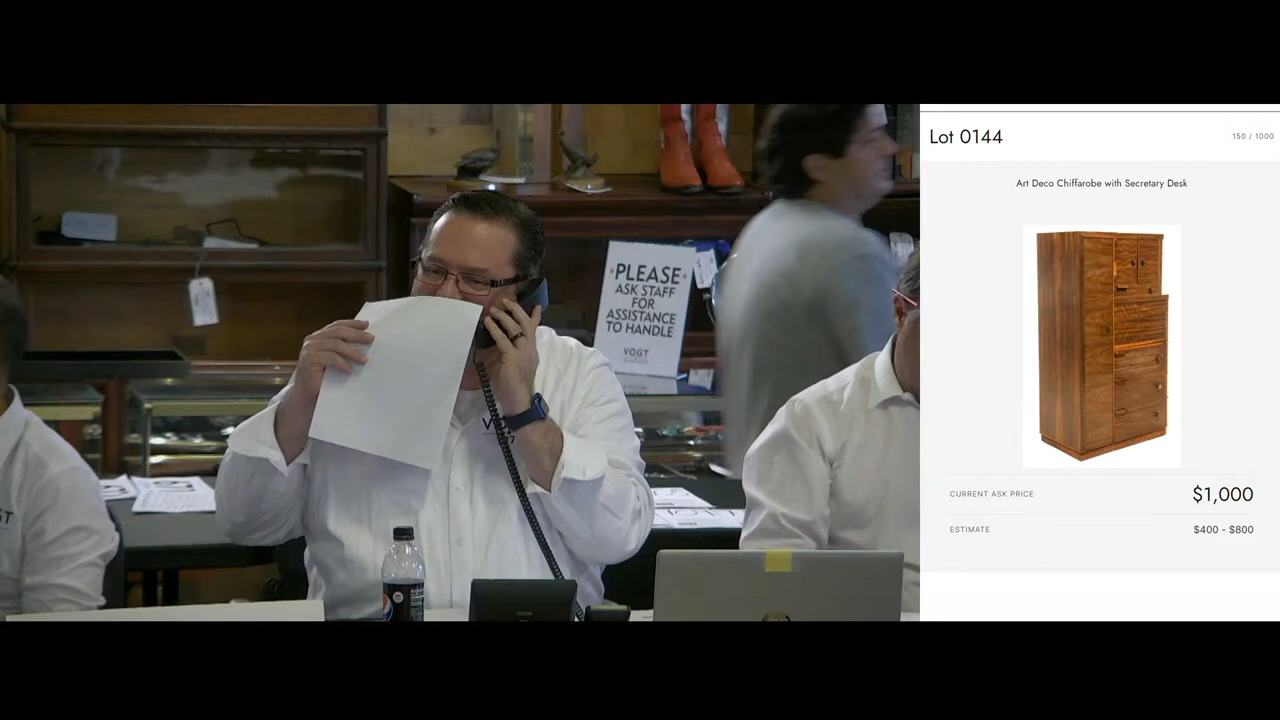 PLEASE
ASK STAFF
FOR
ASSISTANCE
TO HANDLE
VOGT
Lot 0144
150 / 1000
Art Deco Chiffarobe with Secretary Desk
CURRENT ASK PRICE
$1,000
ESTIMATE
$400 - $800